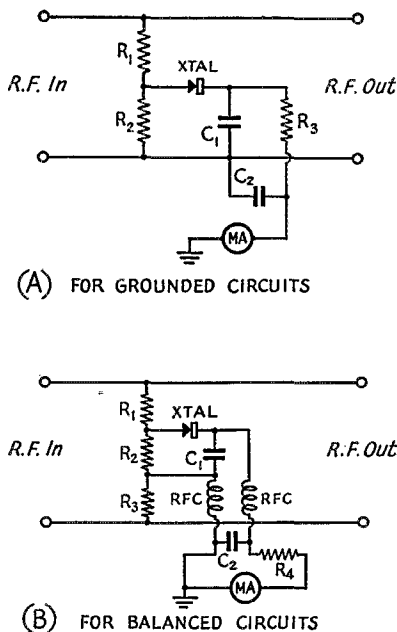 R1
XTAL
R.F. In
R.F. Out
R2
C1
R3
C2
MA
(A) FOR GROUNDED CIRCUITS
R1
XTAL
R.F. In
R2
C1
R.F. Out
R3
RFC
RFC
C2
R4
MA
(B) FOR BALANCED CIRCUITS